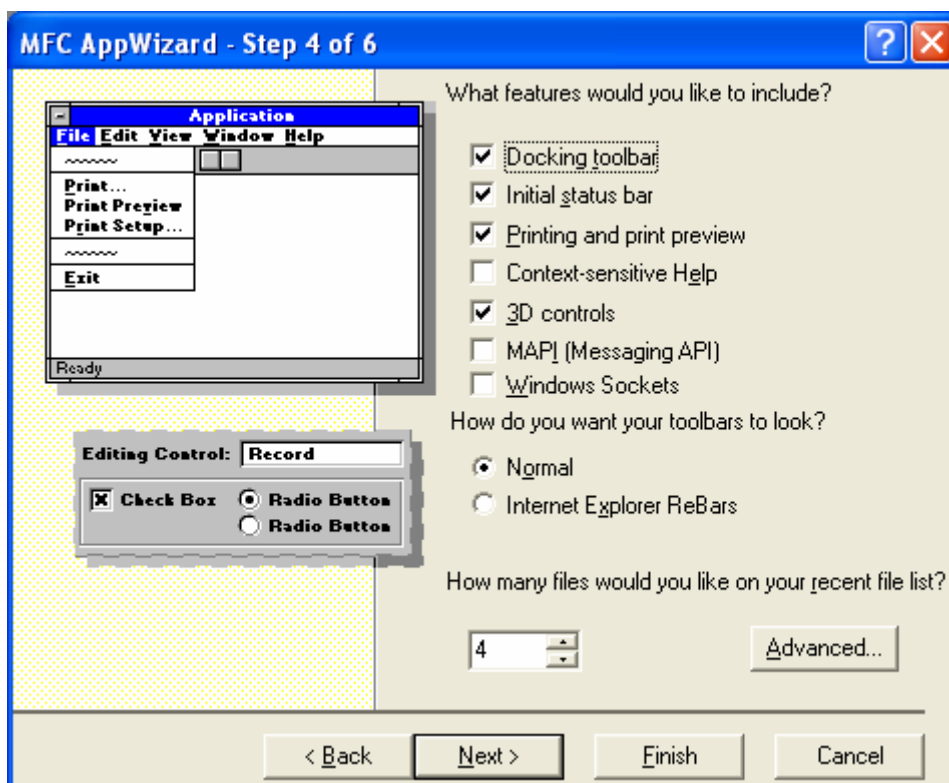 MFC AppWizard - Step 4 of 6
Application
File Edit View Window Help
Print...
Print Preview
Print Setup...
Exit
Ready
Editing Control: Record
Check Box
Radio Button
Radio Button
What features would you like to include?
Docking toolbar
Initial status bar
Printing and print preview
Context-sensitive Help
3D controls
MAPI (Messaging API)
Windows Sockets
How do you want your toolbars to look?
Normal
Internet Explorer ReBars
How many files would you like on your recent file list?
4
Advanced...
< Back
Next >
Finish
Cancel